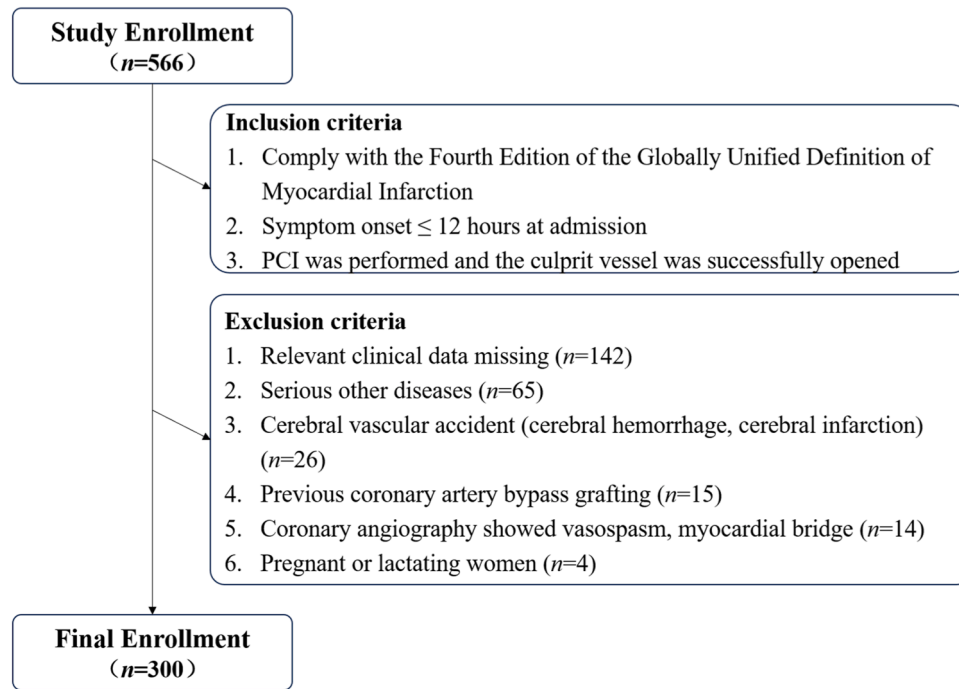 Study Enrollment
（n=566）
Inclusion criteria
1. Comply with the Fourth Edition of the Globally Unified Definition of
Myocardial Infarction
2. Symptom onset ≤ 12 hours at admission
3. PCI was performed and the culprit vessel was successfully opened
Exclusion criteria
1. Relevant clinical data missing (n=142)
2. Serious other diseases (n=65)
3. Cerebral vascular accident (cerebral hemorrhage, cerebral infarction)
(n=26)
4. Previous coronary artery bypass grafting (n=15)
5. Coronary angiography showed vasospasm, myocardial bridge (n=14)
6. Pregnant or lactating women (n=4)
Final Enrollment
（n=300）